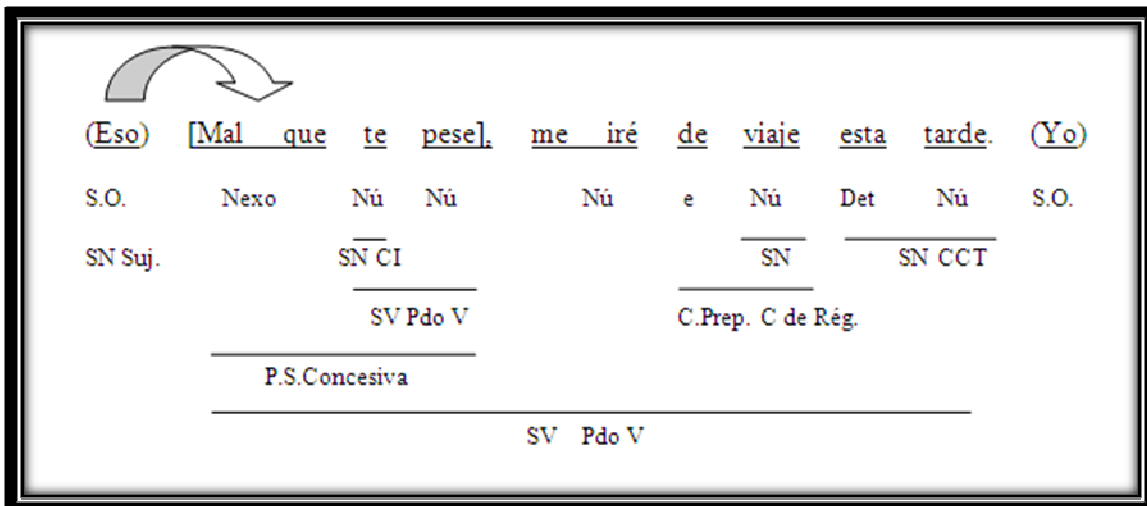 (Eso) [Mal que te pese], me iré de viaje esta tarde. (Yo)
S.O. Nexo Nú Nú Nú e Nú Det Nú S.O.
SN Suj. SN CI SN SN CCT
SV Pdo V C.Prep. C de Rég.
P.S.Concesiva
SV Pdo V